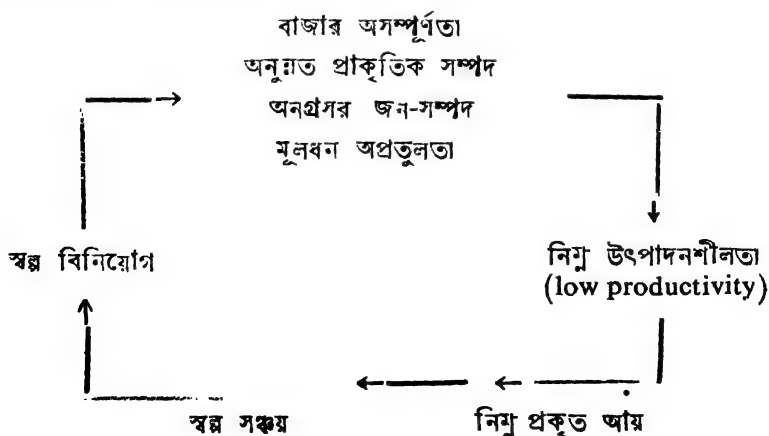 বাজার অসম্পূর্ণতা
অনুন্নত প্রাকৃতিক সম্পদ
অনগ্রসর জন-সম্পদ
মূলধন অপ্রতুলতা
স্বল্প বিনিয়োগ
নিম্ন উৎপাদনশীলতা
(low productivity)
স্বল্প সঞ্চয়
নিম্ন প্রকৃত আয়